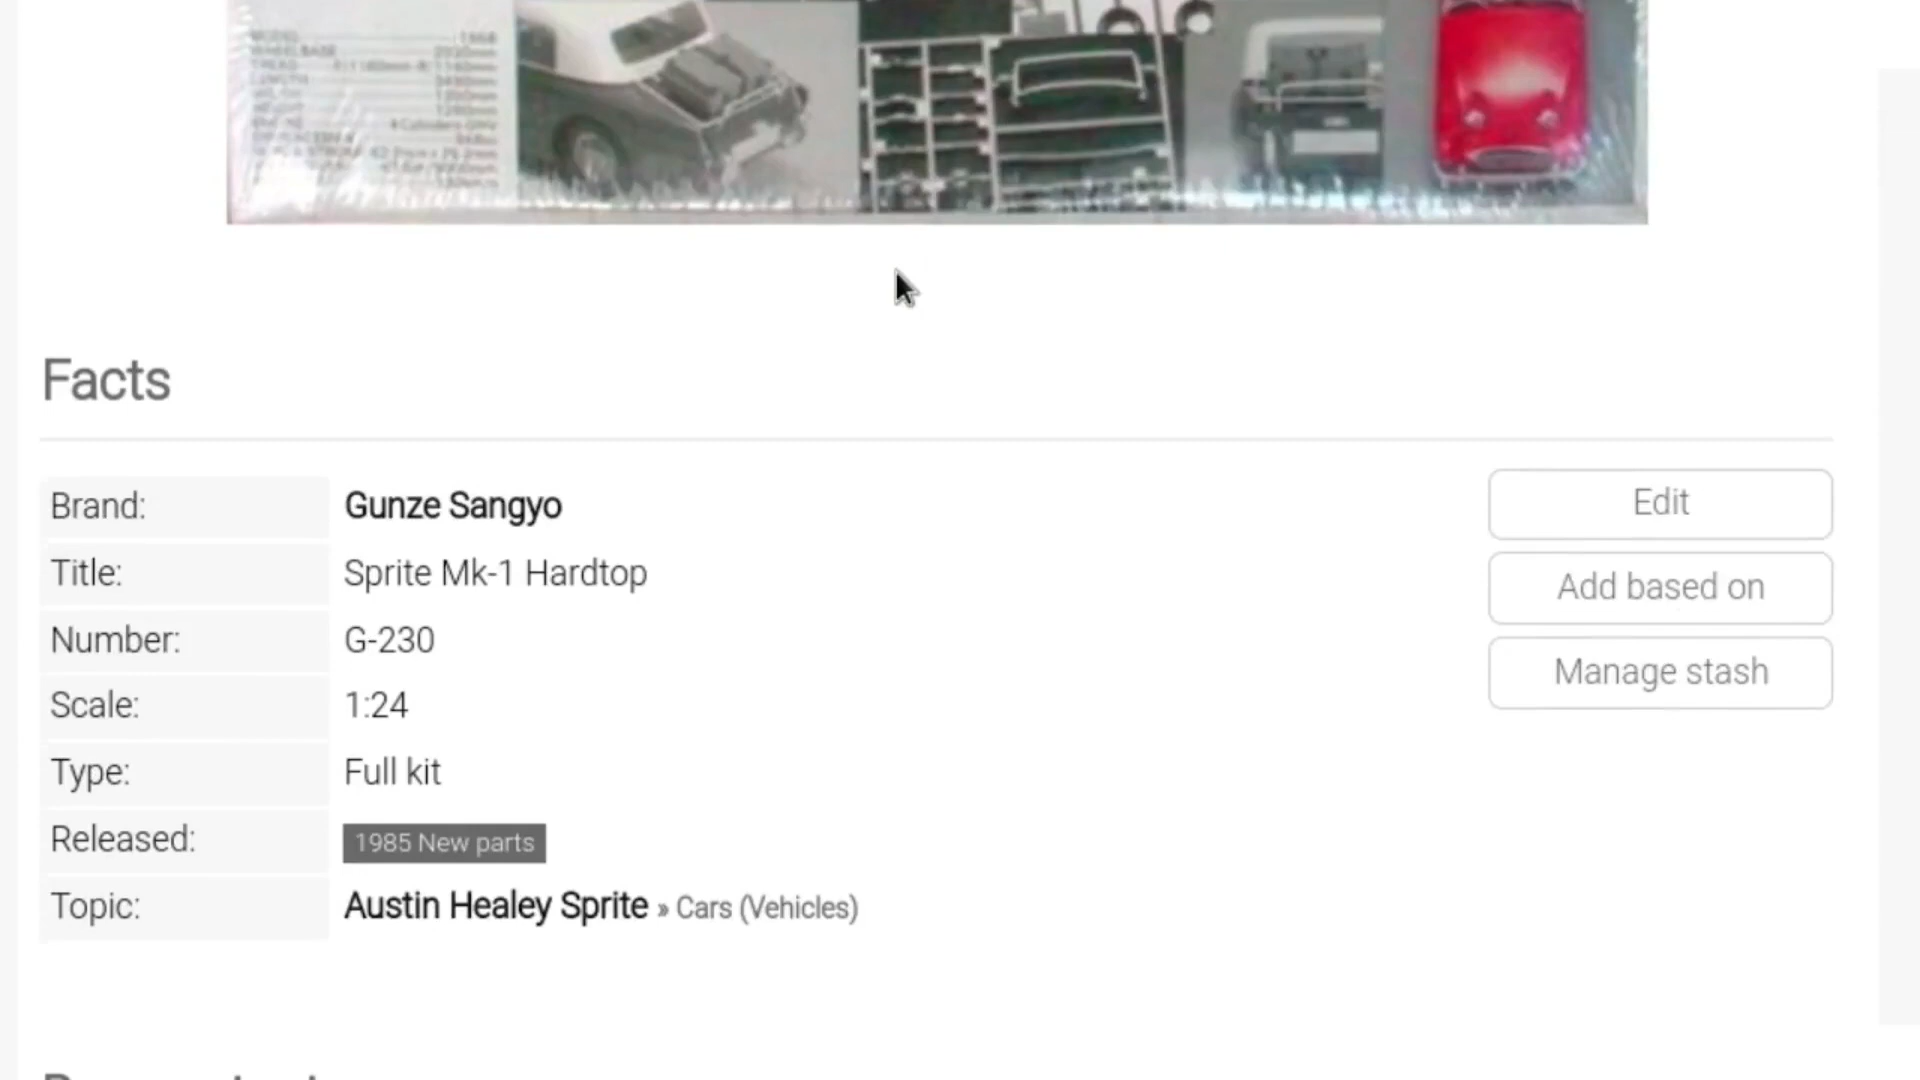 WHEELBASE
Facts
Brand: Gunze Sangyo
Title: Sprite Mk-1 Hardtop
Number: G-230
Scale: 1:24
Type: Full kit
Released: 1985 New parts
Topic: Austin Healey Sprite » Cars (Vehicles)
Edit
Add based on
Manage stash